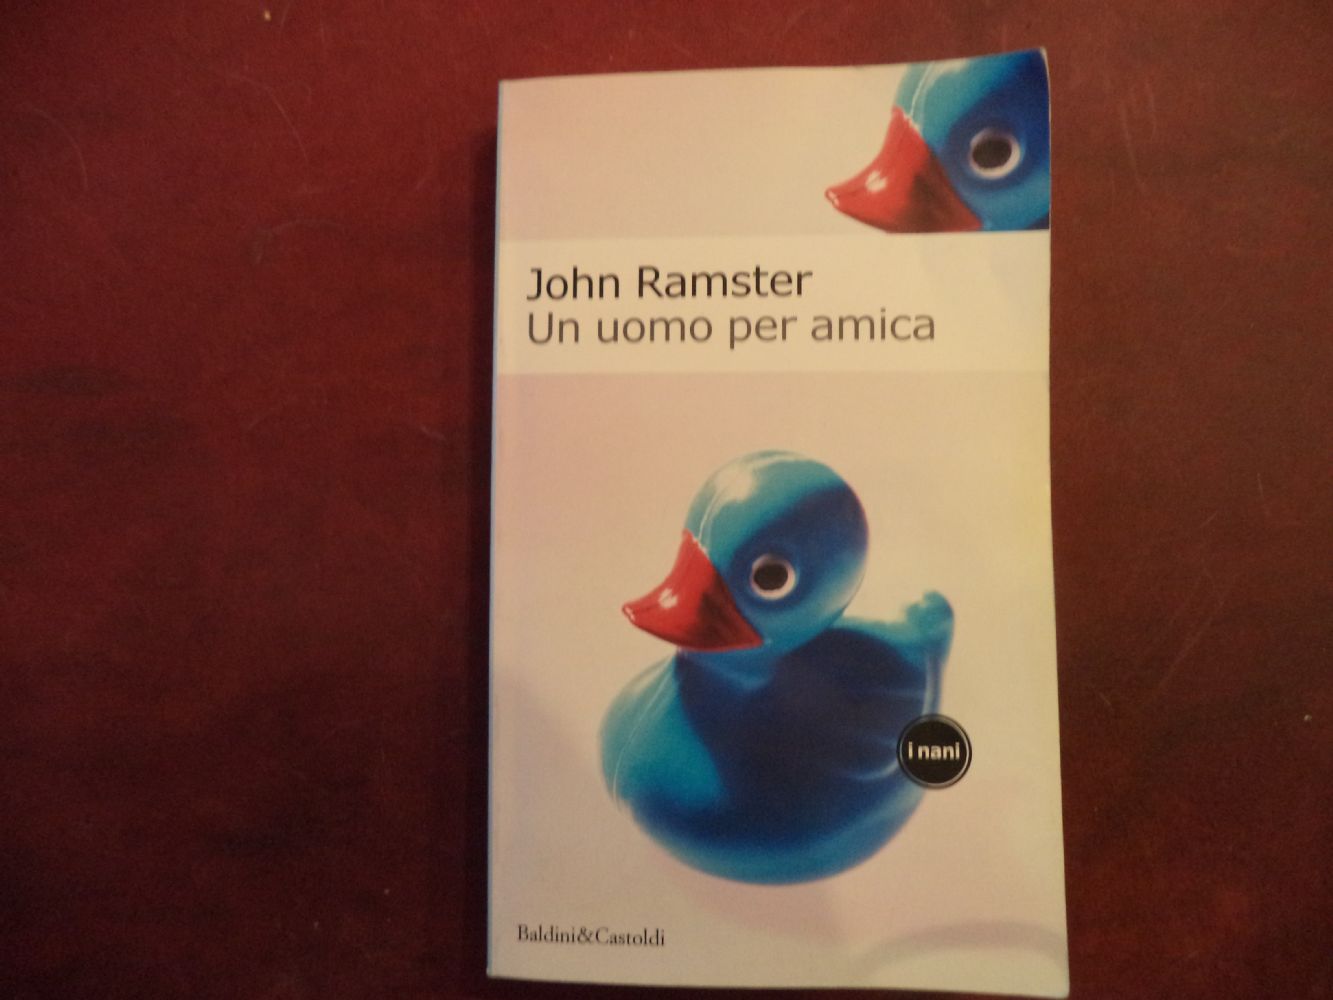 John Ramster
Un uomo per amica
i nani
Baldini&Castoldi